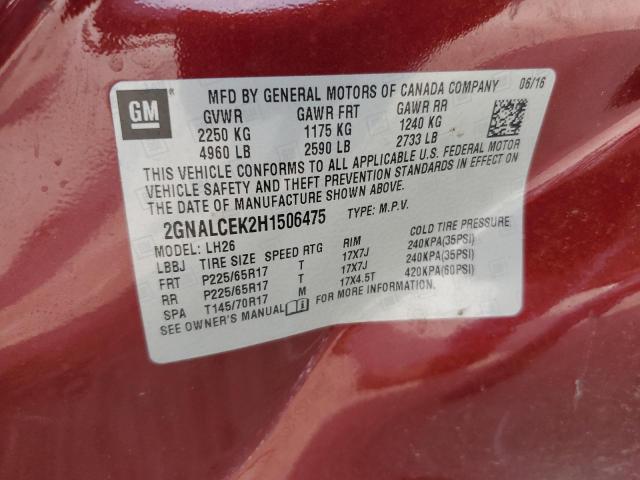 GM ®
MFD BY GENERAL MOTORS OF CANADA COMPANY 06/16
GVWR GAWR FRT GAWR RR
2250 KG 1175 KG 1240 KG
4960 LB 2590 LB 2733 LB
THIS VEHICLE CONFORMS TO ALL APPLICABLE U.S. FEDERAL MOTOR
VEHICLE SAFETY AND THEFT PREVENTION STANDARDS IN EFFECT ON
THE DATE OF MANUFACTURE SHOWN ABOVE.
2GNALCEK2H1506475 TYPE: M.P.V.
MODEL: LH26
LBBJ TIRE SIZE SPEED RTG RIM COLD TIRE PRESSURE
FRT P225/65R17 T 17X7J 240KPA(35PSI)
RR P225/65R17 T 17X7J 240KPA(35PSI)
SPA T145/70R17 M 17X4.5T 420KPA(60PSI)
SEE OWNER'S MANUAL FOR MORE INFORMATION.